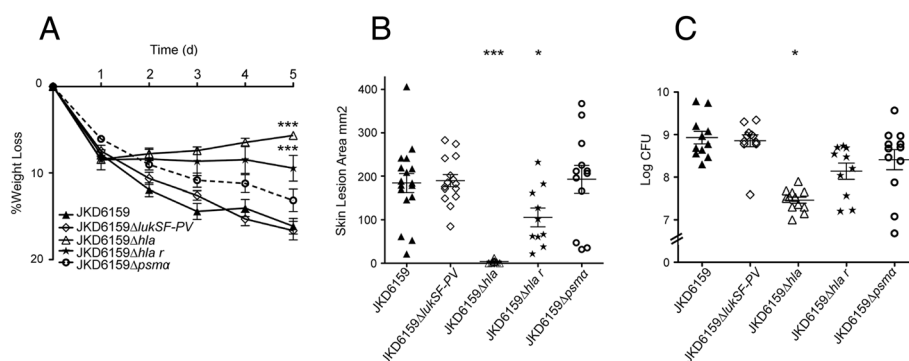 A
Time (d)
1 2 3 4 5
0
10
20
%Weight Loss
***
***
JKD6159
JKD6159ΔlukSF-PV
JKD6159Δhla
JKD6159Δhla r
JKD6159Δpsmα
B
*** *
400
300
200
100
0
Skin Lesion Area mm2
JKD6159
JKD6159ΔlukSF-PV
JKD6159Δhla
JKD6159Δhla r
JKD6159Δpsmα
C
*
10
9
8
7
6
Log CFU
JKD6159
JKD6159ΔlukSF-PV
JKD6159Δhla
JKD6159Δhla r
JKD6159Δpsmα